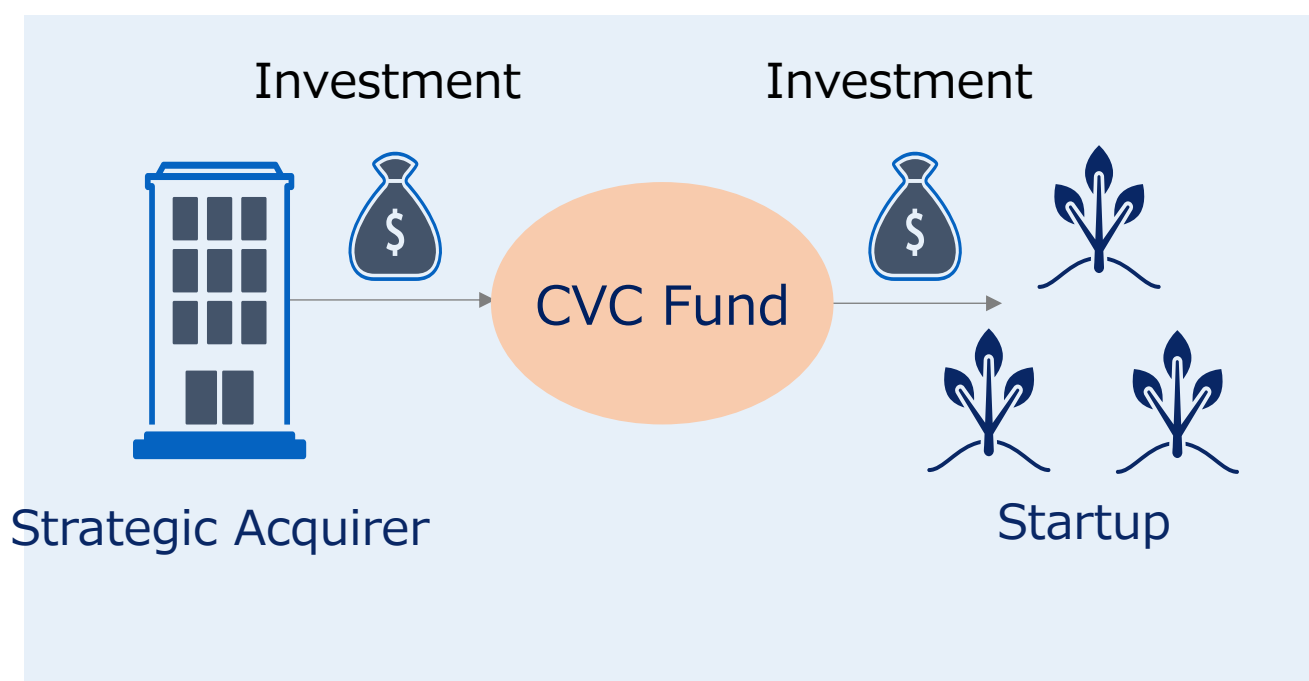 Investment
Investment
$
$
CVC Fund
Strategic Acquirer
Startup